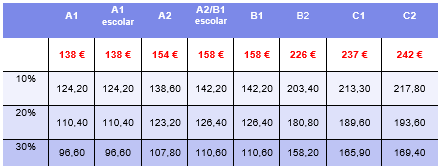 A1 A1 escolar A2 A2/B1 escolar B1 B2 C1 C2
138 € 138 € 154 € 158 € 158 € 226 € 237 € 242 €
10% 124,20 124,20 138,60 142,20 142,20 203,40 213,30 217,80
20% 110,40 110,40 123,20 126,40 126,40 180,80 189,60 193,60
30% 96,60 96,60 107,80 110,60 110,60 158,20 165,90 169,40